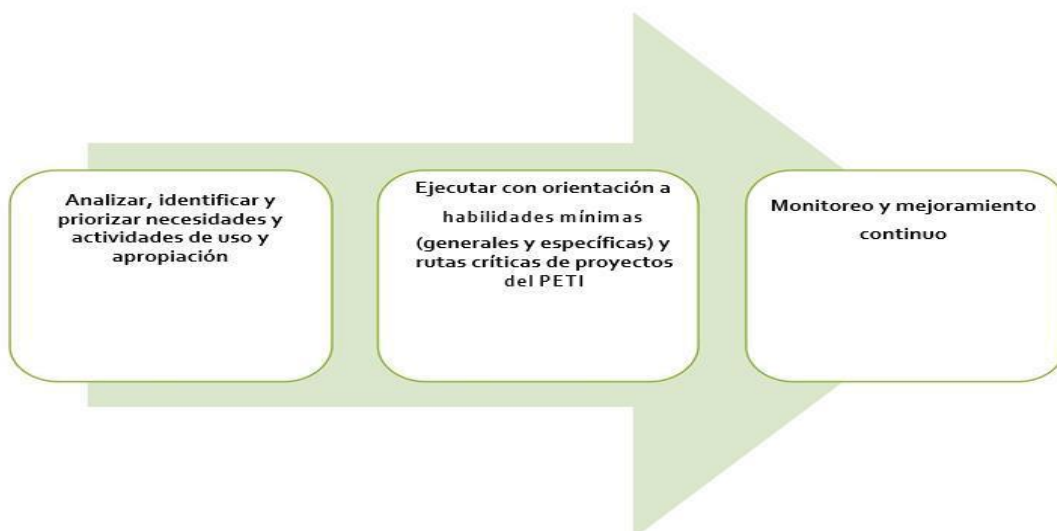 Analizar, identificar y
priorizar necesidades y
actividades de uso y
apropiación
Ejecutar con orientación a
habilidades mínimas
(generales y específicas) y
rutas críticas de proyectos
del PETI
Monitoreo y mejoramiento
continuo